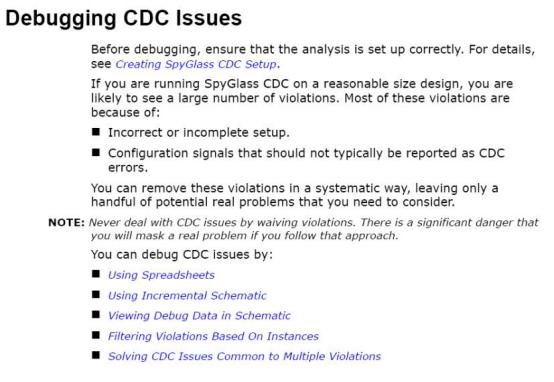 Debugging CDC Issues
Before debugging, ensure that the analysis is set up correctly. For details,
see Creating SpyGlass CDC Setup.
If you are running SpyGlass CDC on a reasonable size design, you are
likely to see a large number of violations. Most of these violations are
because of:
■ Incorrect or incomplete setup.
■ Configuration signals that should not typically be reported as CDC
errors.
You can remove these violations in a systematic way, leaving only a
handful of potential real problems that you need to consider.
NOTE: Never deal with CDC issues by waiving violations. There is a significant danger that
you will mask a real problem if you follow that approach.
You can debug CDC issues by:
■ Using Spreadsheets
■ Using Incremental Schematic
■ Viewing Debug Data in Schematic
■ Filtering Violations Based On Instances
■ Solving CDC Issues Common to Multiple Violations